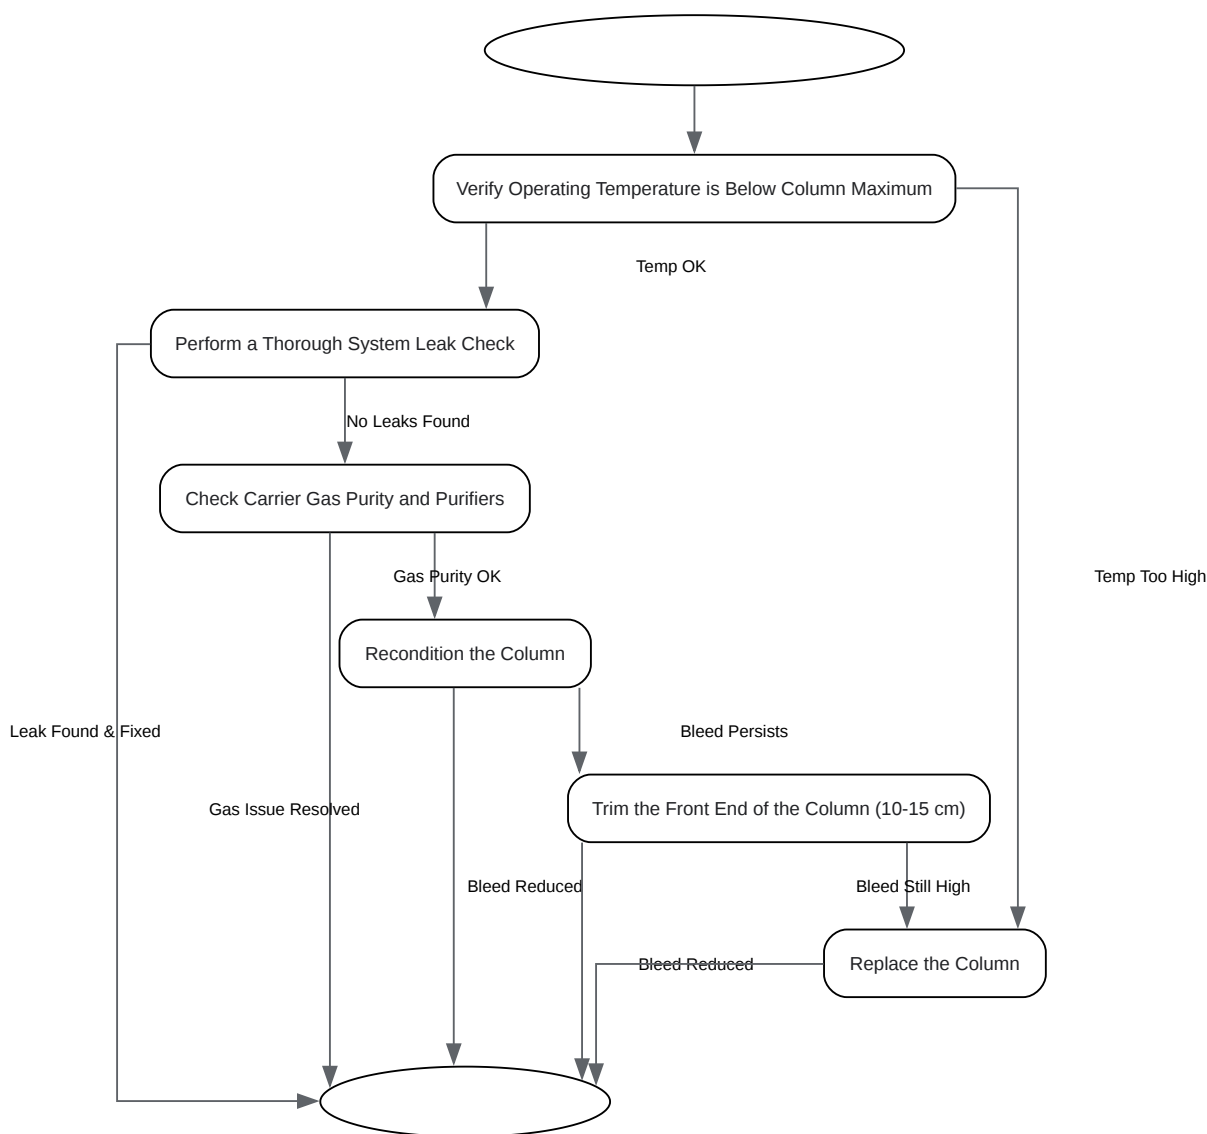 Verify Operating Temperature is Below Column Maximum
Temp OK
Perform a Thorough System Leak Check
No Leaks Found
Check Carrier Gas Purity and Purifiers
Gas Purity OK
Temp Too High
Recondition the Column
Leak Found & Fixed
Bleed Persists
Gas Issue Resolved
Trim the Front End of the Column (10-15 cm)
Bleed Reduced
Bleed Still High
Bleed Reduced
Replace the Column